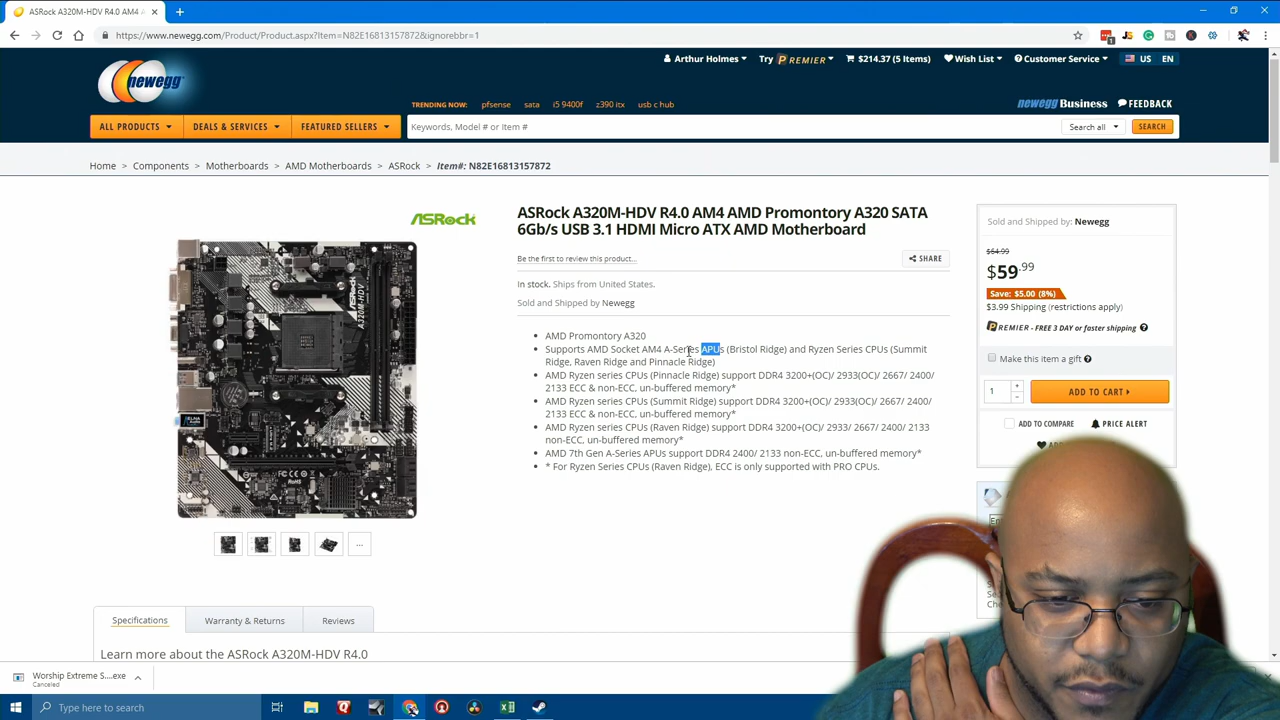 ASRock A320M-HDV R4.0 AM4 A
https://www.newegg.com/Product/Product.aspx?Item=N82E16813157872&ignorebbr=1
newegg
Arthur Holmes
Try PREMIER
$214.37 (5 Items)
Wish List
Customer Service
US
EN
TRENDING NOW:
pfsense
sata
i5 9400f
z390 itx
usb c hub
newegg Business
FEEDBACK
ALL PRODUCTS
DEALS & SERVICES
FEATURED SELLERS
Keywords, Model # or Item #
Search all
SEARCH
Home > Components > Motherboards > AMD Motherboards > ASRock > Item#: N82E16813157872
ASRock
ASRock A320M-HDV R4.0 AM4 AMD Promontory A320 SATA
6Gb/s USB 3.1 HDMI Micro ATX AMD Motherboard
Be the first to review this product...
SHARE
In stock. Ships from United States.
Sold and Shipped by Newegg
• AMD Promontory A320
• Supports AMD Socket AM4 A-Series APUs (Bristol Ridge) and Ryzen Series CPUs (Summit
Ridge, Raven Ridge and Pinnacle Ridge)
• AMD Ryzen series CPUs (Pinnacle Ridge) support DDR4 3200+(OC)/ 2933(OC)/ 2667/ 2400/
2133 ECC & non-ECC, un-buffered memory*
• AMD Ryzen series CPUs (Summit Ridge) support DDR4 3200+(OC)/ 2933(OC)/ 2667/ 2400/
2133 ECC & non-ECC, un-buffered memory*
• AMD Ryzen series CPUs (Raven Ridge) support DDR4 3200+(OC)/ 2933/ 2667/ 2400/ 2133
non-ECC, un-buffered memory*
• AMD 7th Gen A-Series APUs support DDR4 2400/ 2133 non-ECC, un-buffered memory*
• * For Ryzen Series CPUs (Raven Ridge), ECC is only supported with PRO CPUs.
Sold and Shipped by: Newegg
$64.99
$59.99
Save: $5.00 (8%)
$3.99 Shipping (restrictions apply)
PREMIER - FREE 3 DAY or faster shipping
Make this item a gift
1
ADD TO CART
ADD TO COMPARE
PRICE ALERT
A320M-HDV
Specifications
Warranty & Returns
Reviews
Learn more about the ASRock A320M-HDV R4.0
Worship Extreme S....exe
Canceled
Type here to search